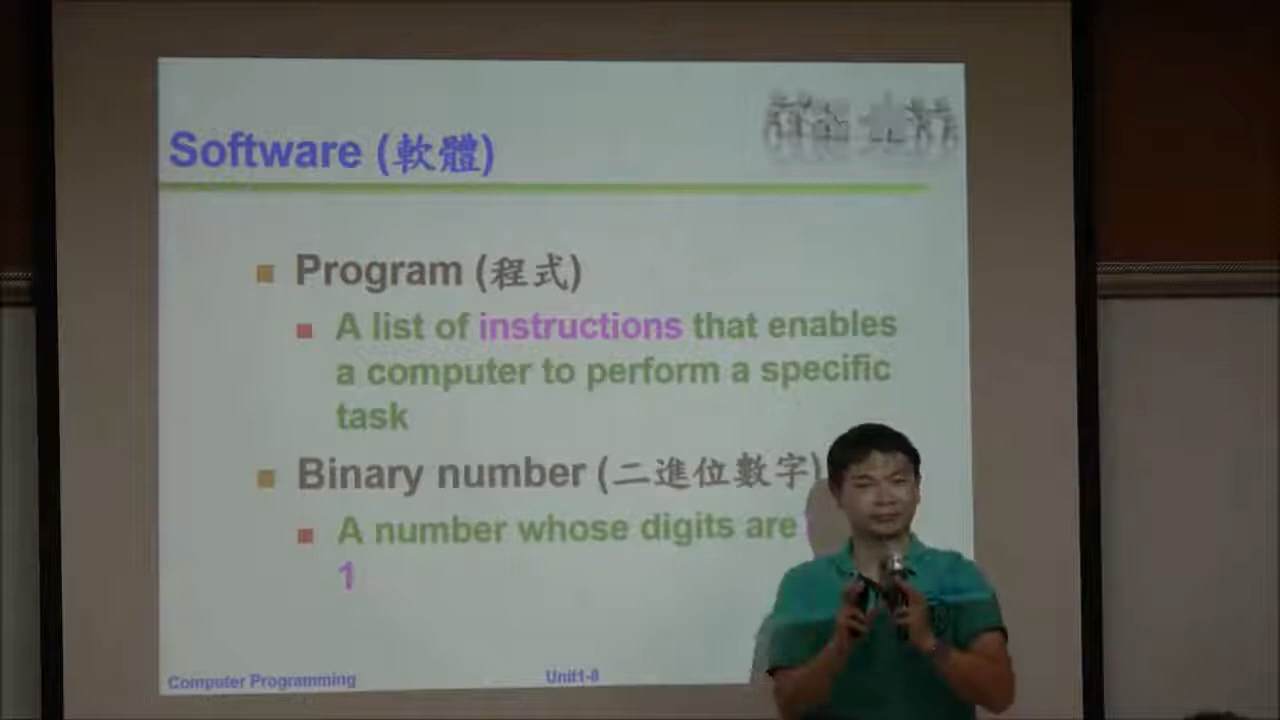 Software (軟體)
Program (程式)
A list of instructions that enables
a computer to perform a specific
task
Binary number (二進位數字)
A number whose digits are
1
Computer Programming
Unit1-8